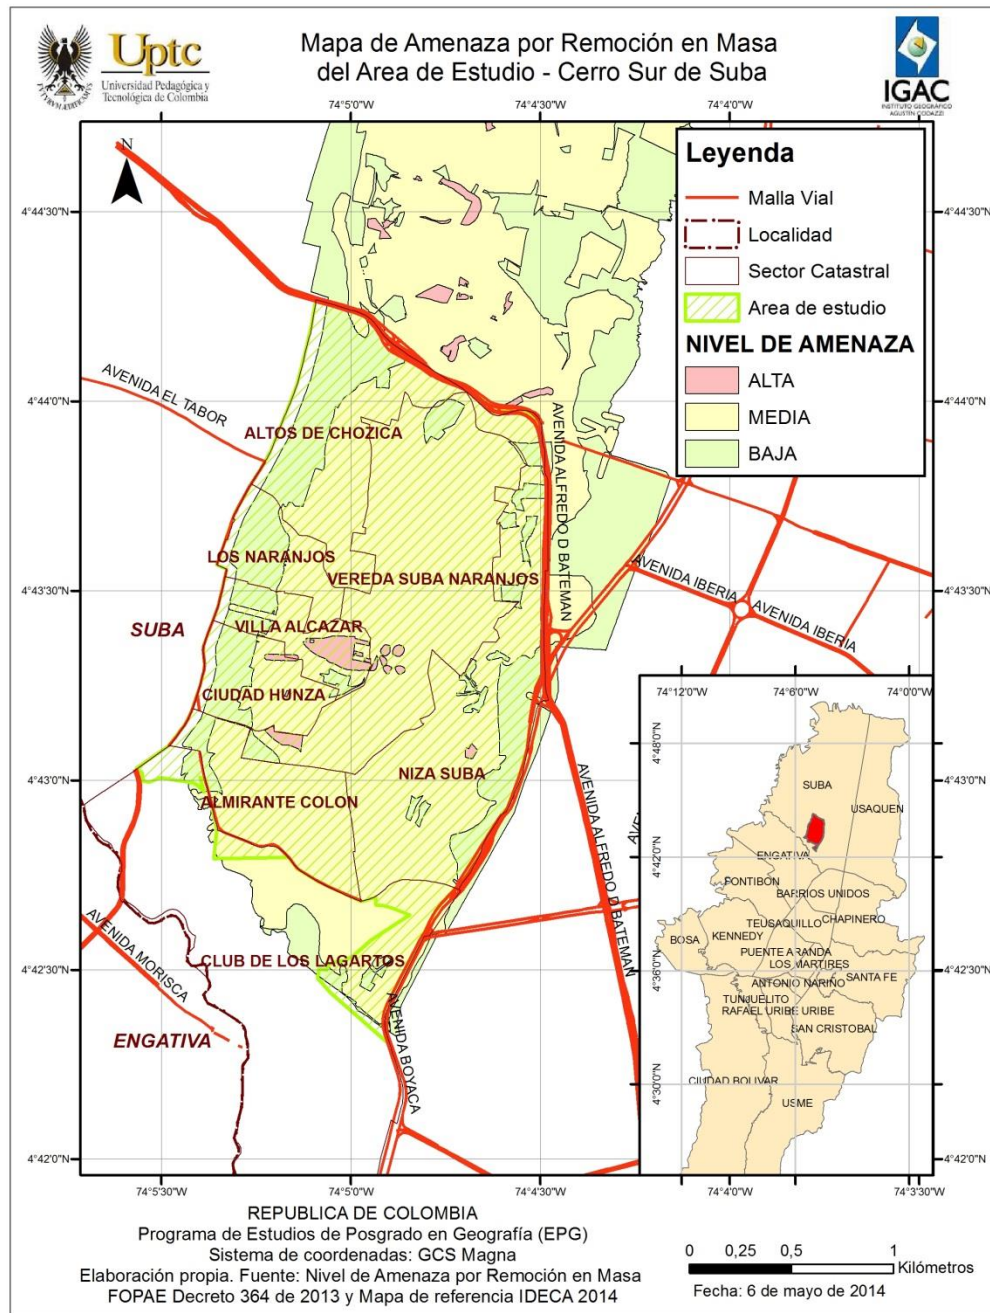 Uptc
Universidad Pedagógica y
Tecnológica de Colombia
Mapa de Amenaza por Remoción en Masa
del Area de Estudio - Cerro Sur de Suba
IGAC
INSTITUTO GEOGRÁFICO
AGUSTÍN CODAZZI
74°5'0"W
74°4'30"W
74°4'0"W
N
Leyenda
Malla Vial
Localidad
Sector Catastral
Area de estudio
NIVEL DE AMENAZA
ALTA
MEDIA
BAJA
4°44'30"N
4°44'30"N
4°44'0"N
4°44'0"N
AVENIDA EL TABOR
ALTOS DE CHOZICA
AVENIDA ALFREDO D BATEMAN
LOS NARANJOS
VEREDA SUBA NARANJOS
4°43'30"N
4°43'30"N
AVENIDA IBERIA
AVENIDA IBERIA
SUBA
VILLA ALCAZAR
CIUDAD HUNZA
NIZA SUBA
4°43'0"N
4°43'0"N
ALMIRANTE COLON
AVENIDA ALFREDO D BATEMAN
AVENIDA MORISCA
CLUB DE LOS LAGARTOS
4°42'30"N
4°42'30"N
ENGATIVA
AVENIDA BOYACA
4°42'0"N
4°42'0"N
74°12'0"W
74°6'0"W
74°0'0"W
4°48'0"N
4°42'0"N
4°36'0"N
4°30'0"N
SUBA
USAQUEN
ENGATIVA
FONTIBON
BARRIOS UNIDOS
TEUSAQUILLO
CHAPINERO
BOSA
KENNEDY
PUENTE ARANDA
LOS MARTIRES
SANTA FE
ANTONIO NARIÑO
TUNJUELITO
RAFAEL URIBE URIBE
SAN CRISTOBAL
CIUDAD BOLIVAR
USME
74°5'30"W
74°5'0"W
74°4'30"W
74°4'0"W
74°3'30"W
REPUBLICA DE COLOMBIA
Programa de Estudios de Posgrado en Geografía (EPG)
Sistema de coordenadas: GCS Magna
Elaboración propia. Fuente: Nivel de Amenaza por Remoción en Masa
FOPAE Decreto 364 de 2013 y Mapa de referencia IDECA 2014
0 0,25 0,5 1
Kilómetros
Fecha: 6 de mayo de 2014